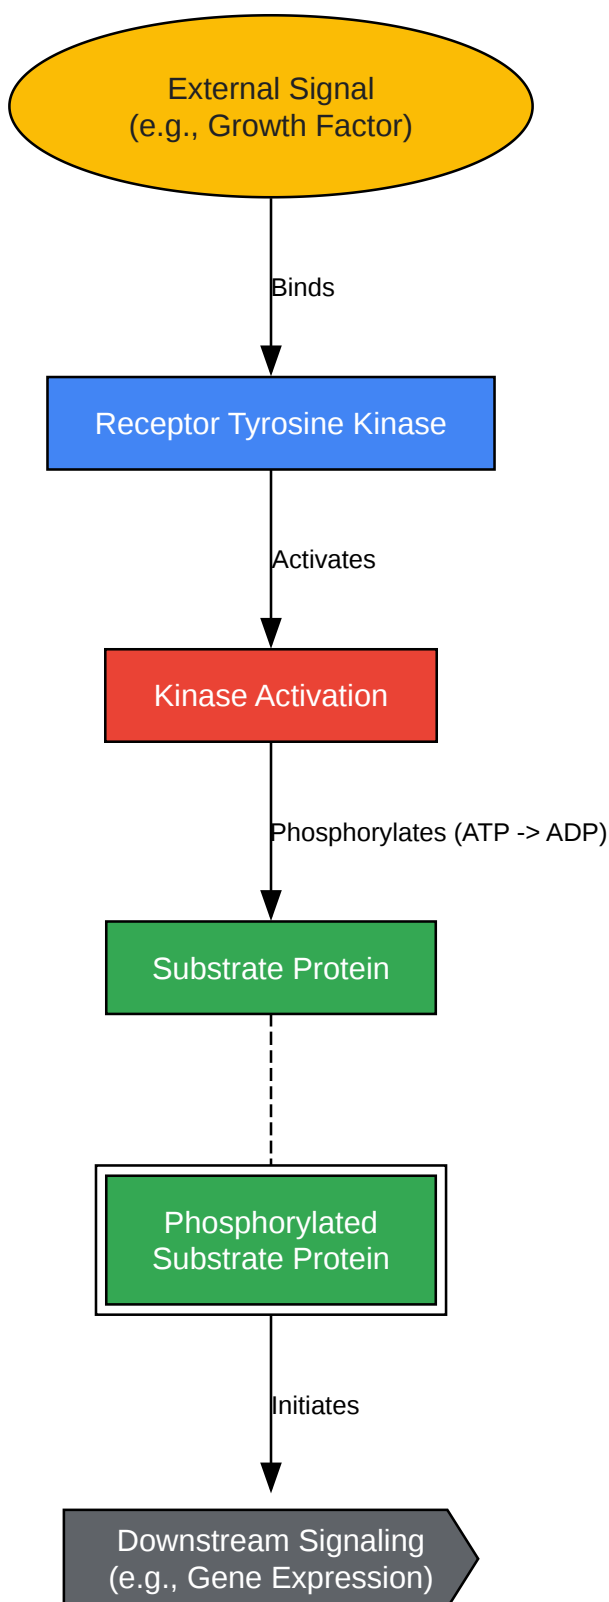 External Signal
(e.g., Growth Factor)
Binds
Receptor Tyrosine Kinase
Activates
Kinase Activation
Phosphorylates (ATP -> ADP)
Substrate Protein
Phosphorylated
Substrate Protein
Initiates
Downstream Signaling
(e.g., Gene Expression)